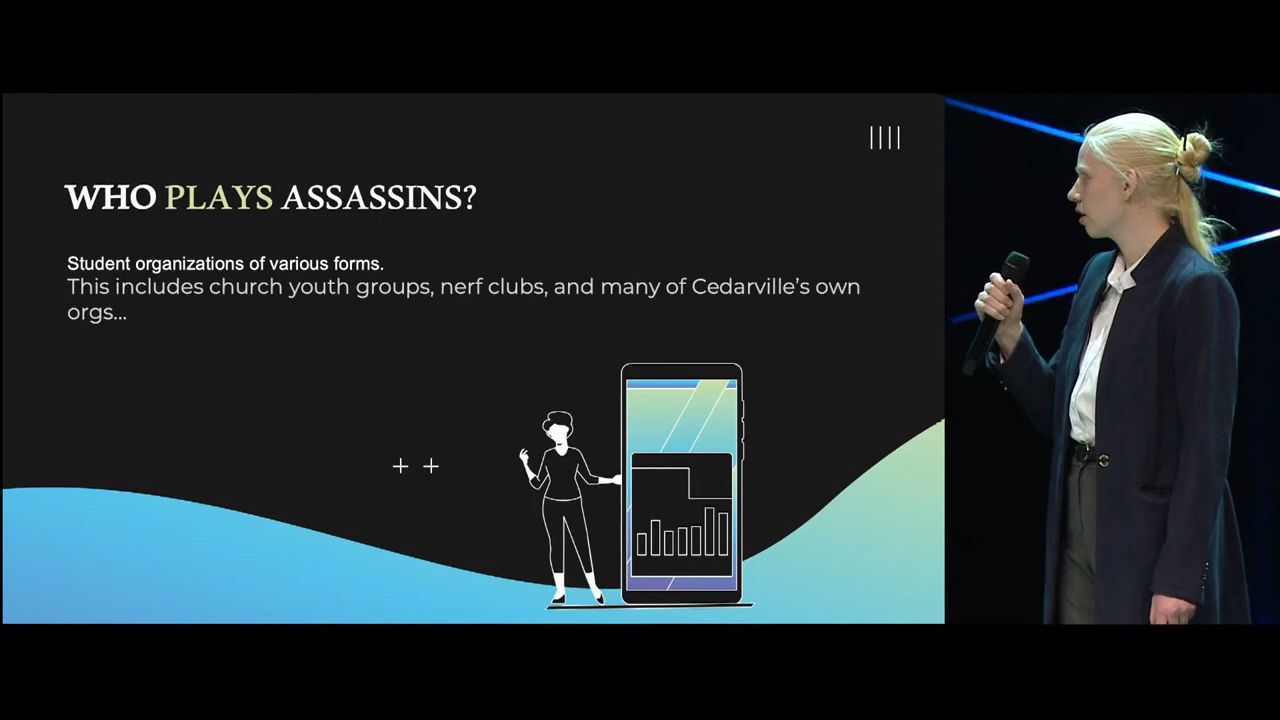 WHO PLAYS ASSASSINS?
Student organizations of various forms.
This includes church youth groups, nerf clubs, and many of Cedarville’s own
orgs...